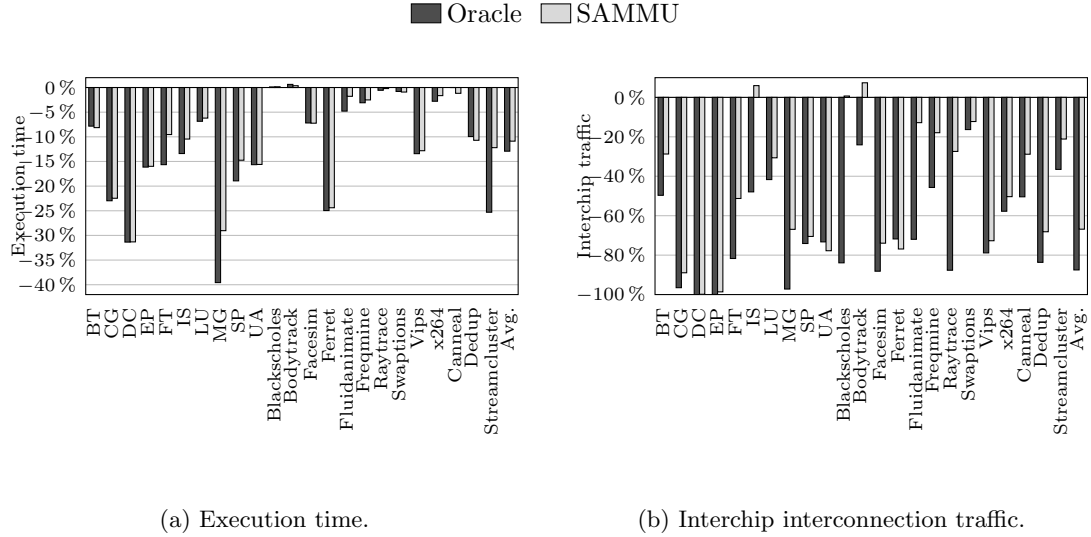 Oracle SAMMU
0 %
−5 %
−10 %
−15 %
−20 %
−25 %
−30 %
−35 %
−40 %
Execution time
BT
CG
DC
EP
FT
IS
LU
MG
SP
UA
Blackscholes
Bodytrack
Facesim
Ferret
Fluidanimate
Freqmine
Raytrace
Swaptions
Vips
x264
Canneal
Dedup
Streamcluster
Avg.
(a) Execution time.
0 %
−20 %
−40 %
−60 %
−80 %
−100 %
Interchip traffic
BT
CG
DC
EP
FT
IS
LU
MG
SP
UA
Blackscholes
Bodytrack
Facesim
Ferret
Fluidanimate
Freqmine
Raytrace
Swaptions
Vips
x264
Canneal
Dedup
Streamcluster
Avg.
(b) Interchip interconnection traffic.